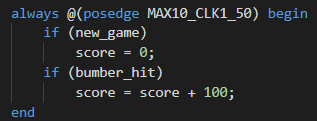 always @(posedge MAX10_CLK1_50) begin
    if (new_game)
        score = 0;
    if (bumber_hit)
        score = score + 100;
end